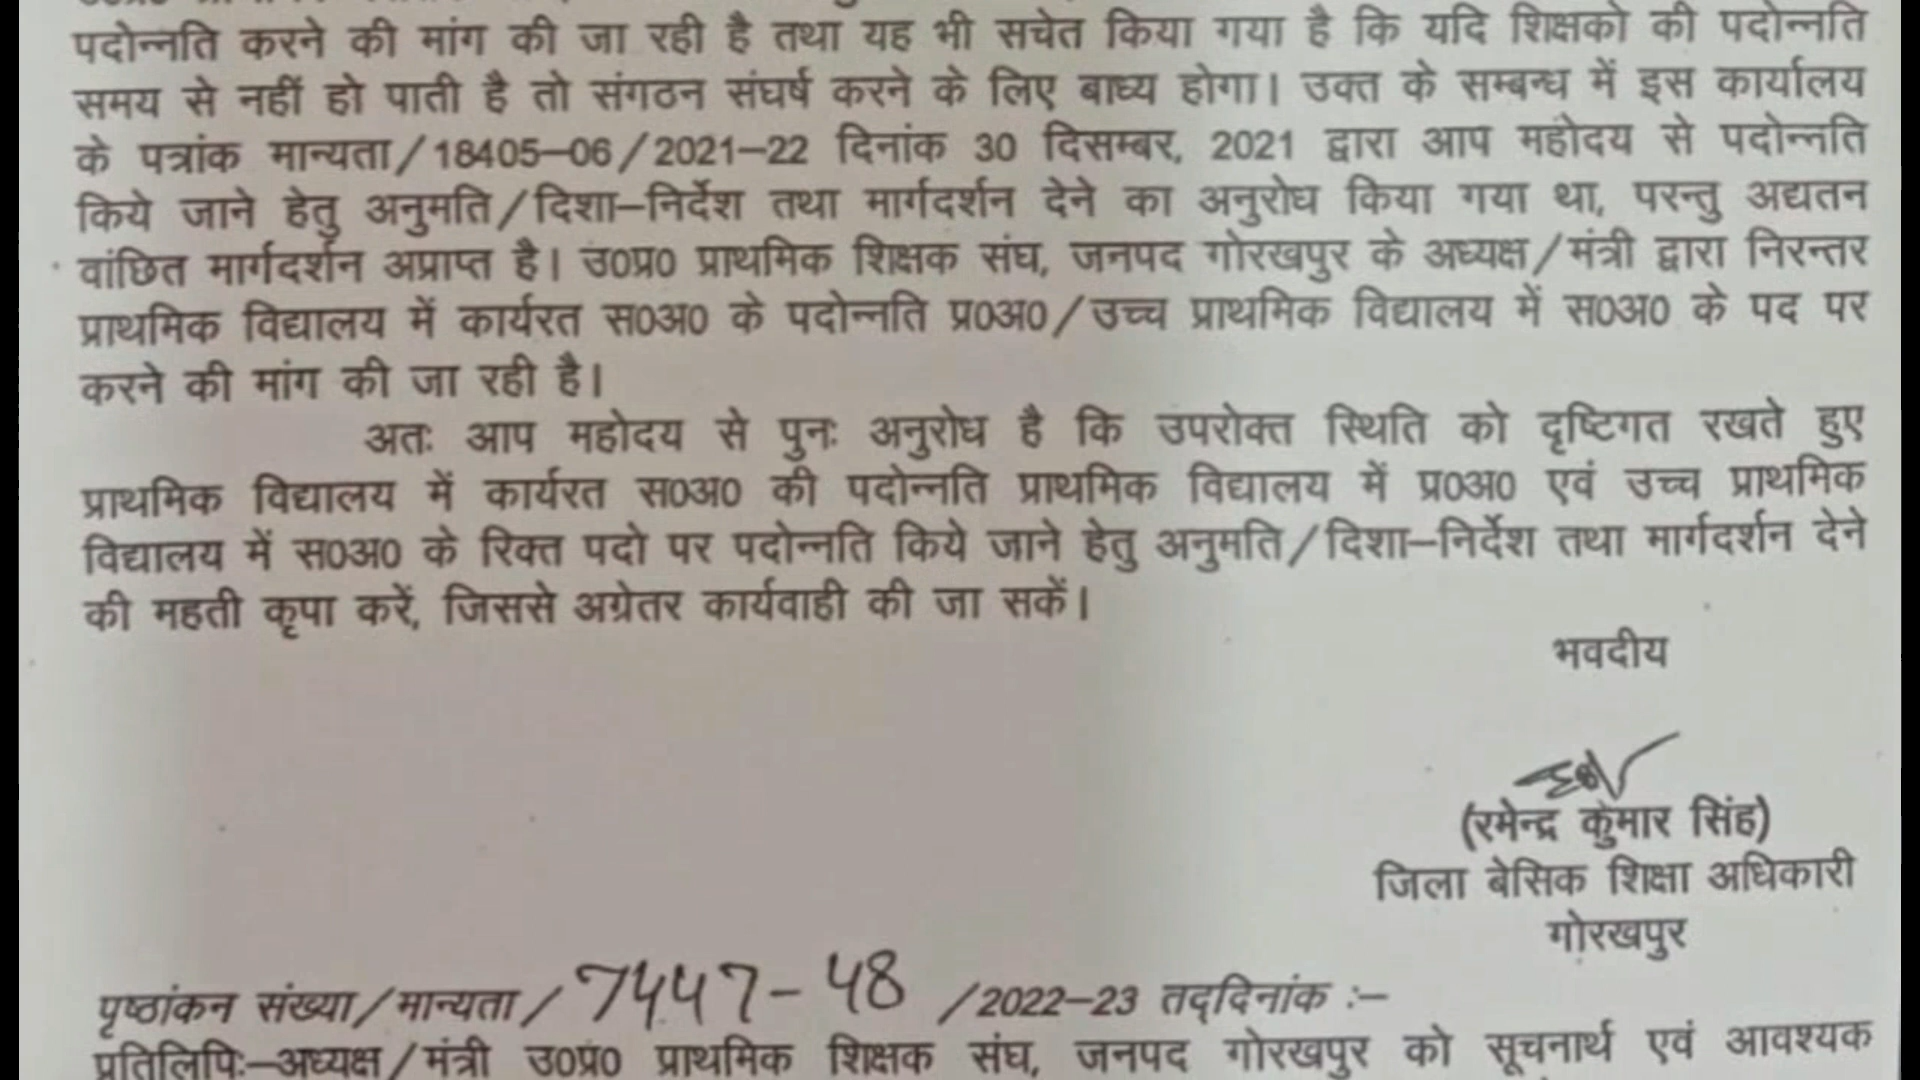 पदोन्नति करने की मांग की जा रही है तथा यह भी सचेत किया गया है कि यदि शिक्षको की पदोन्नति
समय से नहीं हो पाती है तो संगठन संघर्ष करने के लिए बाध्य होगा। उक्त के सम्बन्ध में इस कार्यालय
के पत्रांक मान्यता/18405-06/2021-22 दिनांक 30 दिसम्बर, 2021 द्वारा आप महोदय से पदोन्नति
किये जाने हेतु अनुमति/दिशा-निर्देश तथा मार्गदर्शन देने का अनुरोध किया गया था, परन्तु अद्यतन
वांछित मार्गदर्शन अप्राप्त है। उ0प्र0 प्राथमिक शिक्षक संघ, जनपद गोरखपुर के अध्यक्ष/मंत्री द्वारा निरन्तर
प्राथमिक विद्यालय में कार्यरत स0अ0 के पदोन्नति प्र0अ0/उच्च प्राथमिक विद्यालय में स0अ0 के पद पर
करने की मांग की जा रही है।
अतः आप महोदय से पुनः अनुरोध है कि उपरोक्त स्थिति को दृष्टिगत रखते हुए
प्राथमिक विद्यालय में कार्यरत स0अ0 की पदोन्नति प्राथमिक विद्यालय में प्र0अ0 एवं उच्च प्राथमिक
विद्यालय में स0अ0 के रिक्त पदो पर पदोन्नति किये जाने हेतु अनुमति/दिशा-निर्देश तथा मार्गदर्शन देने
की महती कृपा करें, जिससे अग्रेतर कार्यवाही की जा सकें।
भवदीय
(रमेन्द्र कुमार सिंह)
जिला बेसिक शिक्षा अधिकारी
गोरखपुर
पृष्ठांकन संख्या/मान्यता/7447-48/2022-23 तद्दिनांक :-
प्रतिलिपिः-अध्यक्ष/मंत्री उ0प्र0 प्राथमिक शिक्षक संघ, जनपद गोरखपुर को सूचनार्थ एवं आवश्यक